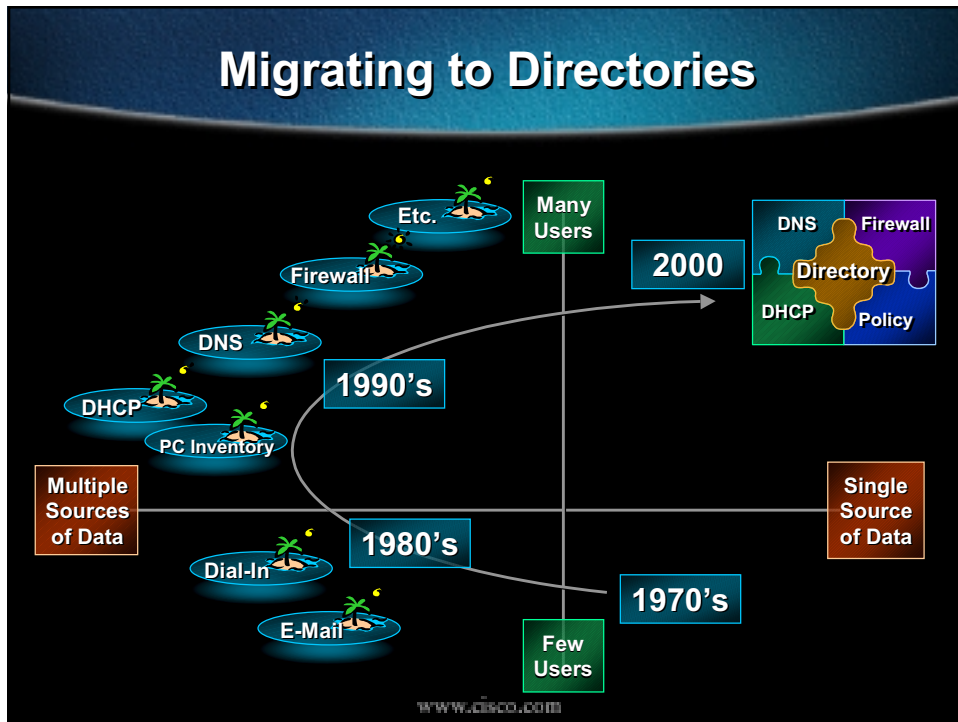 Migrating to Directories
Etc.
Firewall
DNS
DHCP
PC Inventory
Many
Users
2000
DNS
Firewall
Directory
DHCP
Policy
1990’s
Multiple
Sources
of Data
Single
Source
of Data
1980’s
Dial-In
E-Mail
1970’s
Few
Users
www.cisco.com